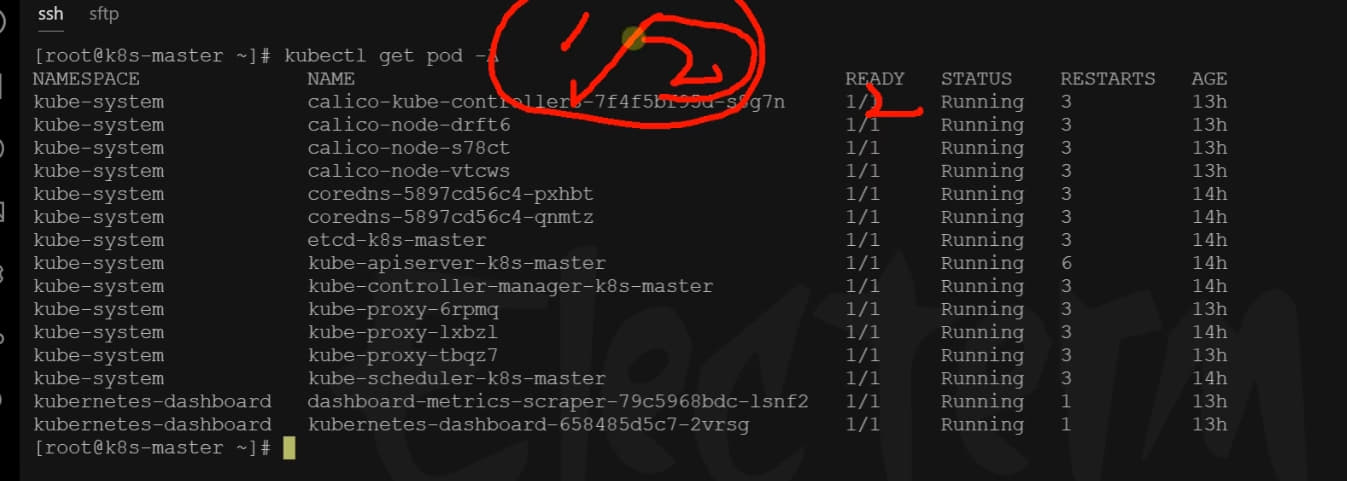 ssh sftp
[root@k8s-master ~]# kubectl get pod -A
NAMESPACE NAME READY STATUS RESTARTS AGE
kube-system calico-kube-controllers-7f4f5bf95d-s8g7n 1/1 Running 3 13h
kube-system calico-node-drft6 1/1 Running 3 13h
kube-system calico-node-s78ct 1/1 Running 3 13h
kube-system calico-node-vtcws 1/1 Running 3 13h
kube-system coredns-5897cd56c4-pxhbt 1/1 Running 3 14h
kube-system coredns-5897cd56c4-qnmtz 1/1 Running 3 14h
kube-system etcd-k8s-master 1/1 Running 3 14h
kube-system kube-apiserver-k8s-master 1/1 Running 6 14h
kube-system kube-controller-manager-k8s-master 1/1 Running 3 14h
kube-system kube-proxy-6rpmq 1/1 Running 3 13h
kube-system kube-proxy-lxbzl 1/1 Running 3 14h
kube-system kube-proxy-tbqz7 1/1 Running 3 13h
kube-system kube-scheduler-k8s-master 1/1 Running 3 14h
kubernetes-dashboard dashboard-metrics-scraper-79c5968bdc-lsnf2 1/1 Running 1 13h
kubernetes-dashboard kubernetes-dashboard-658485d5c7-2vrsg 1/1 Running 1 13h
[root@k8s-master ~]#
2
2
electerm